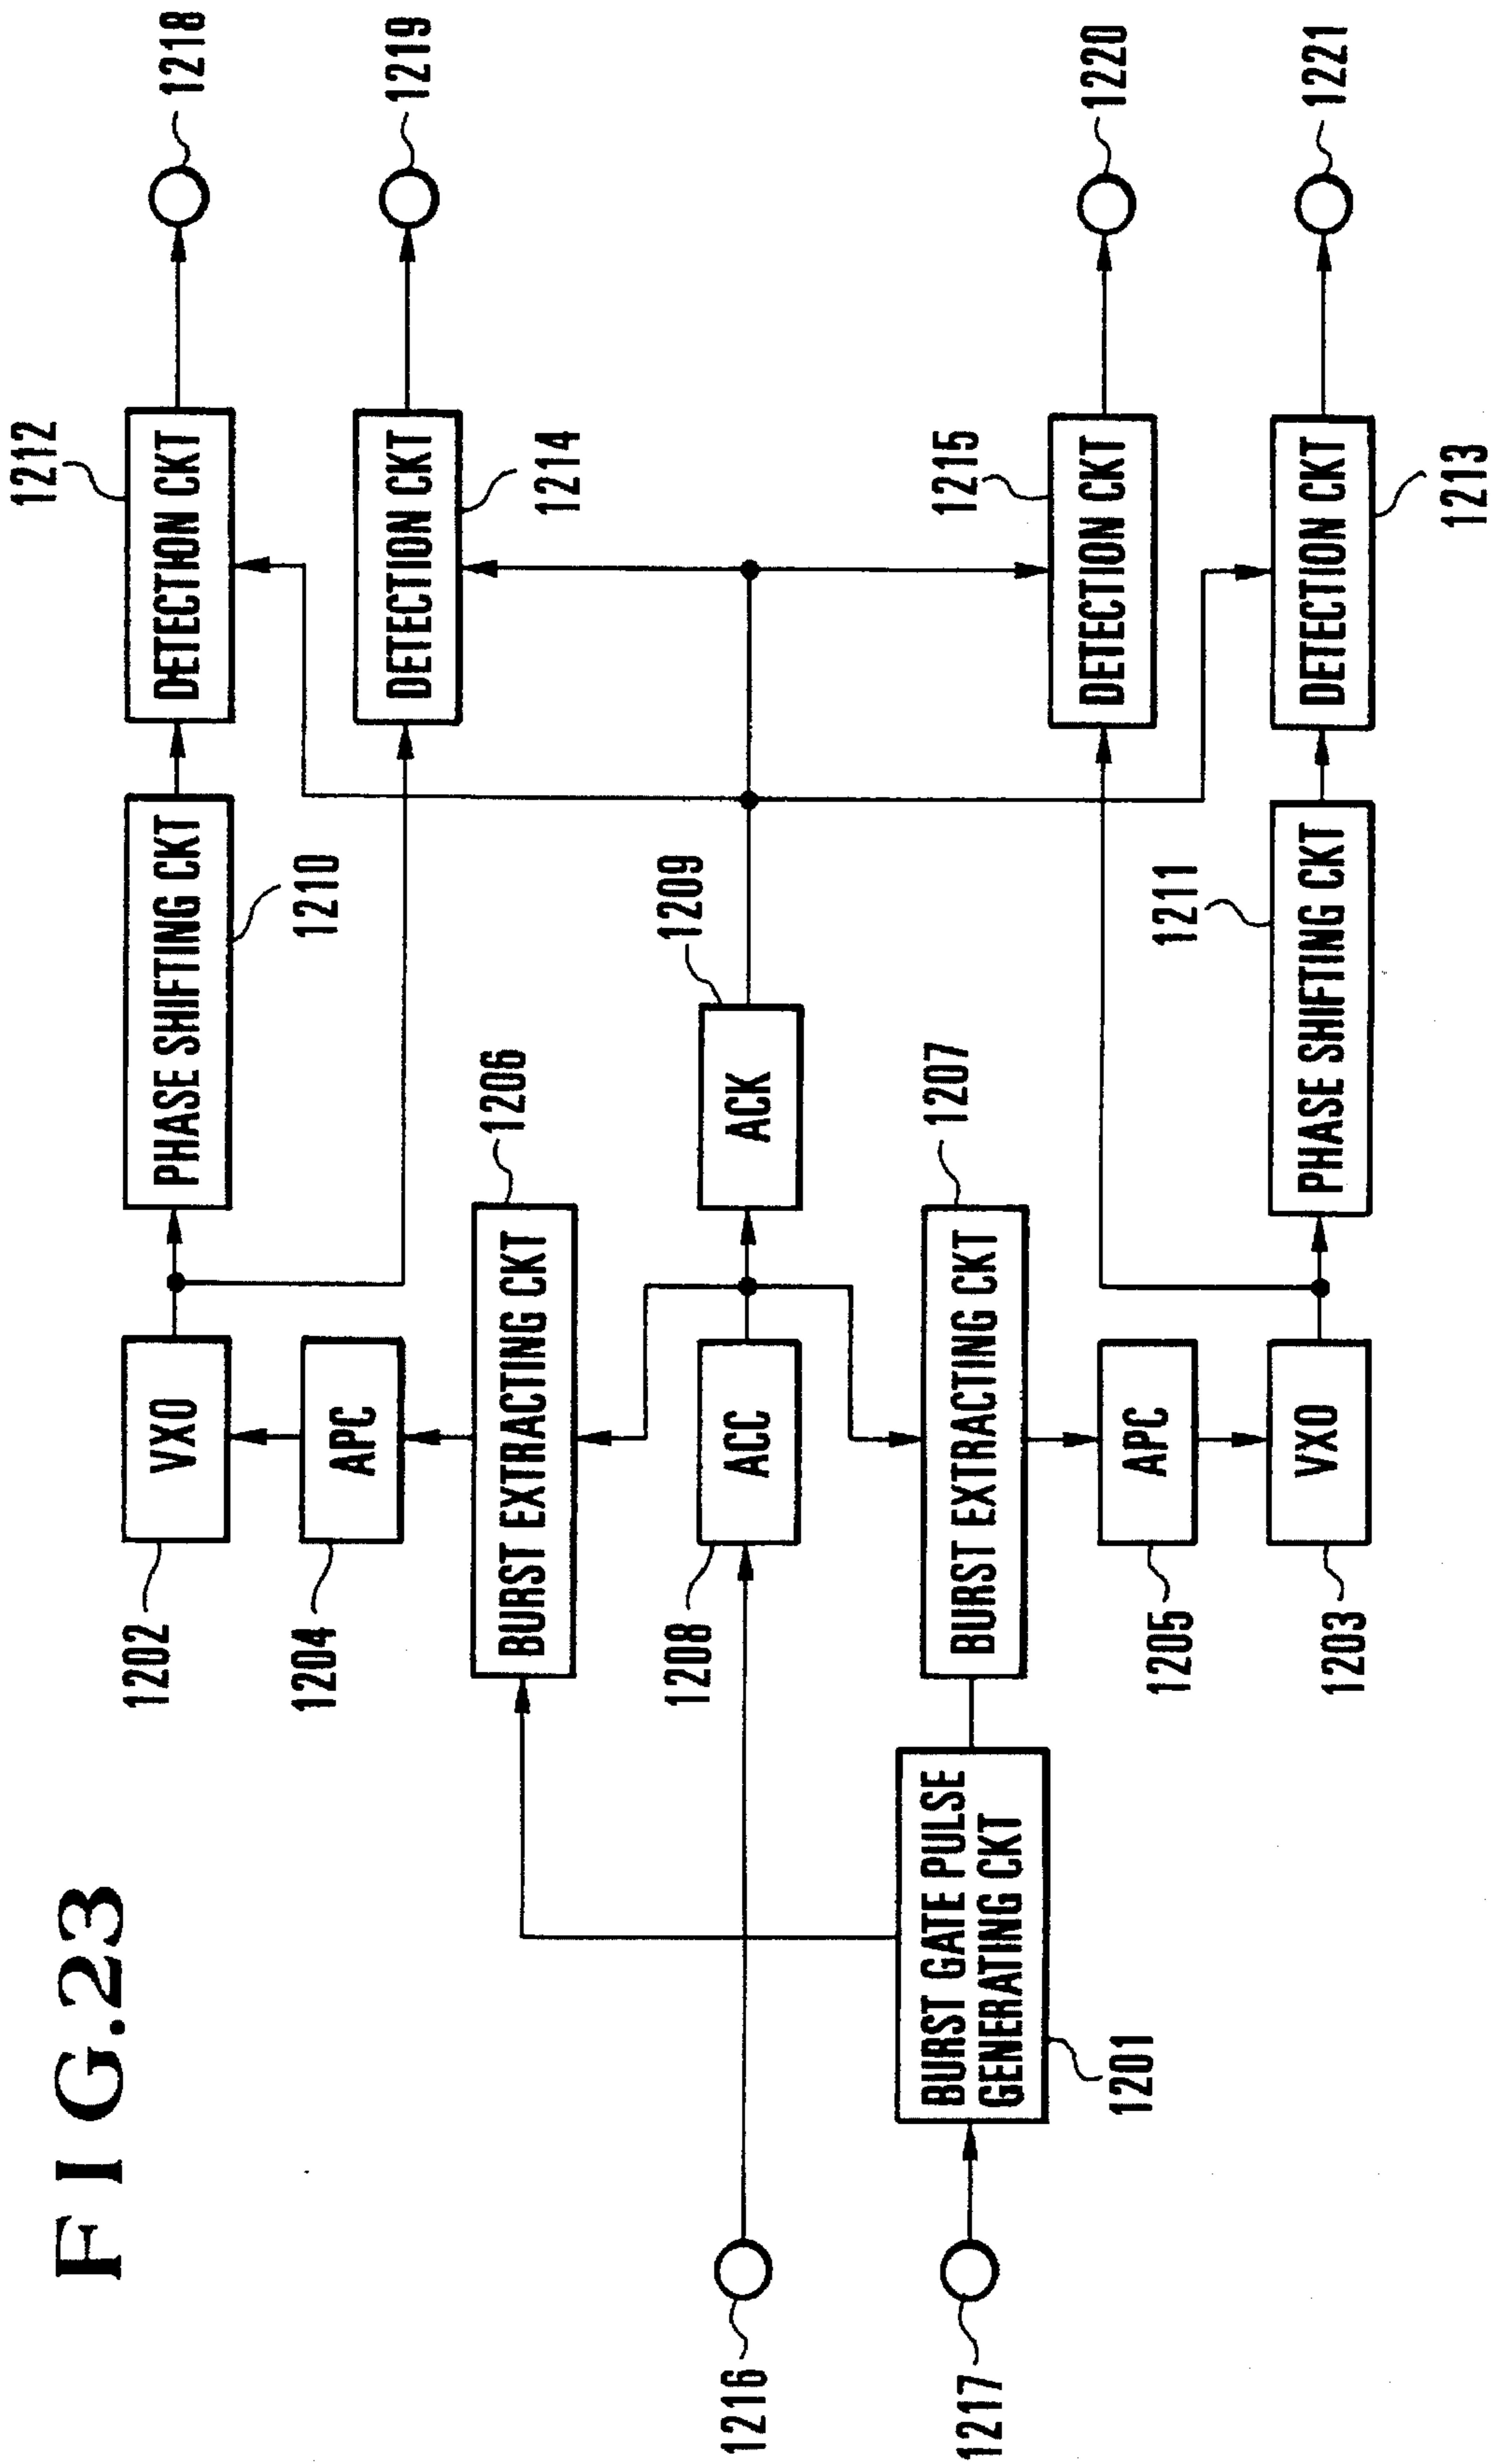 FIG.23
1212
DETECTION CKT
1218
PHASE SHIFTING CKT
1210
VXO
1202
DETECTION CKT
1214
1219
APC
1204
BURST EXTRACTING CKT
1206
1216
ACC
1208
ACK
1209
1217
BURST GATE PULSE
GENERATING CKT
1201
BURST EXTRACTING CKT
1207
APC
1205
DETECTION CKT
1215
1220
VXO
1203
PHASE SHIFTING CKT
1211
DETECTION CKT
1213
1221